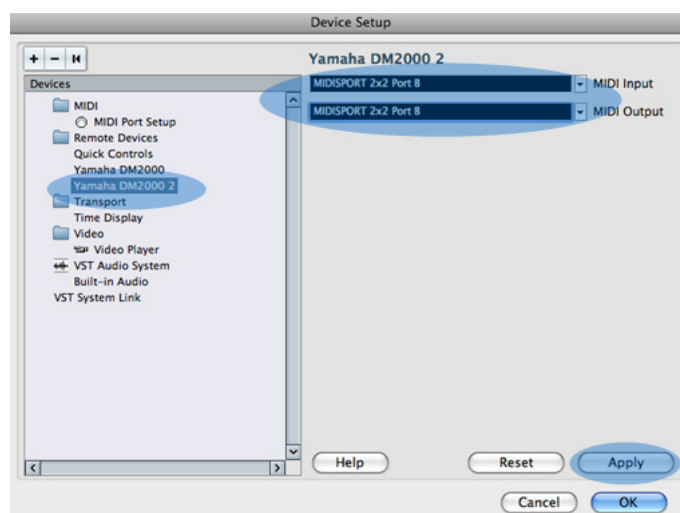 Device Setup
+ - 
Yamaha DM2000 2
Devices
MIDISPORT 2x2 Port B MIDI Input
MIDISPORT 2x2 Port B MIDI Output
MIDI
MIDI Port Setup
Remote Devices
Quick Controls
Yamaha DM2000
Yamaha DM2000 2
Transport
Time Display
Video
Video Player
VST Audio System
Built-in Audio
VST System Link
Help Reset Apply
Cancel OK